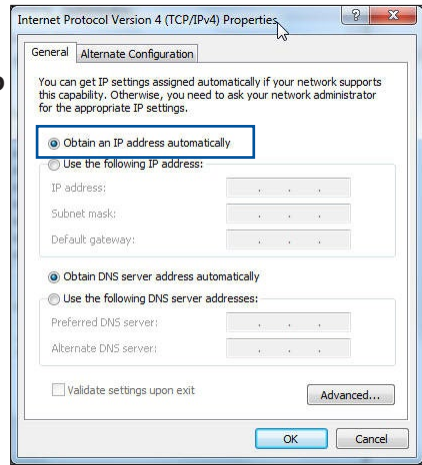 Internet Protocol Version 4 (TCP/IPv4) Properties
General
Alternate Configuration
You can get IP settings assigned automatically if your network supports
this capability. Otherwise, you need to ask your network administrator
for the appropriate IP settings.
Obtain an IP address automatically
Use the following IP address:
IP address:
Subnet mask:
Default gateway:
Obtain DNS server address automatically
Use the following DNS server addresses:
Preferred DNS server:
Alternate DNS server:
Validate settings upon exit
Advanced...
OK
Cancel